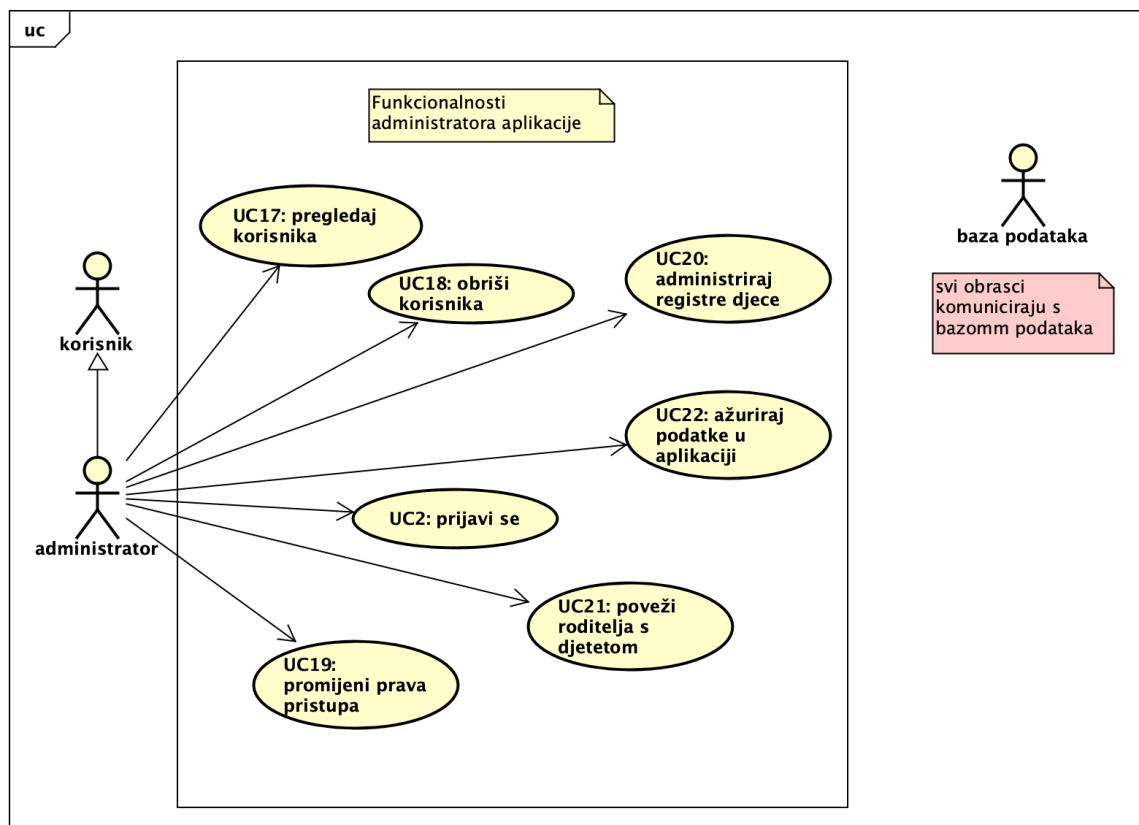 uc
Funkcionalnosti
administratora aplikacije
UC17: pregledaj
korisnika
UC18: obriši
korisnika
UC20:
administriraj
registre djece
baza podataka
svi obrasci
komuniciraju s
bazomm podataka
korisnik
UC22: ažuriraj
podatke u
aplikaciji
UC2: prijavi se
administrator
UC21: poveži
roditelja s
djetetom
UC19:
promijeni prava
pristupa